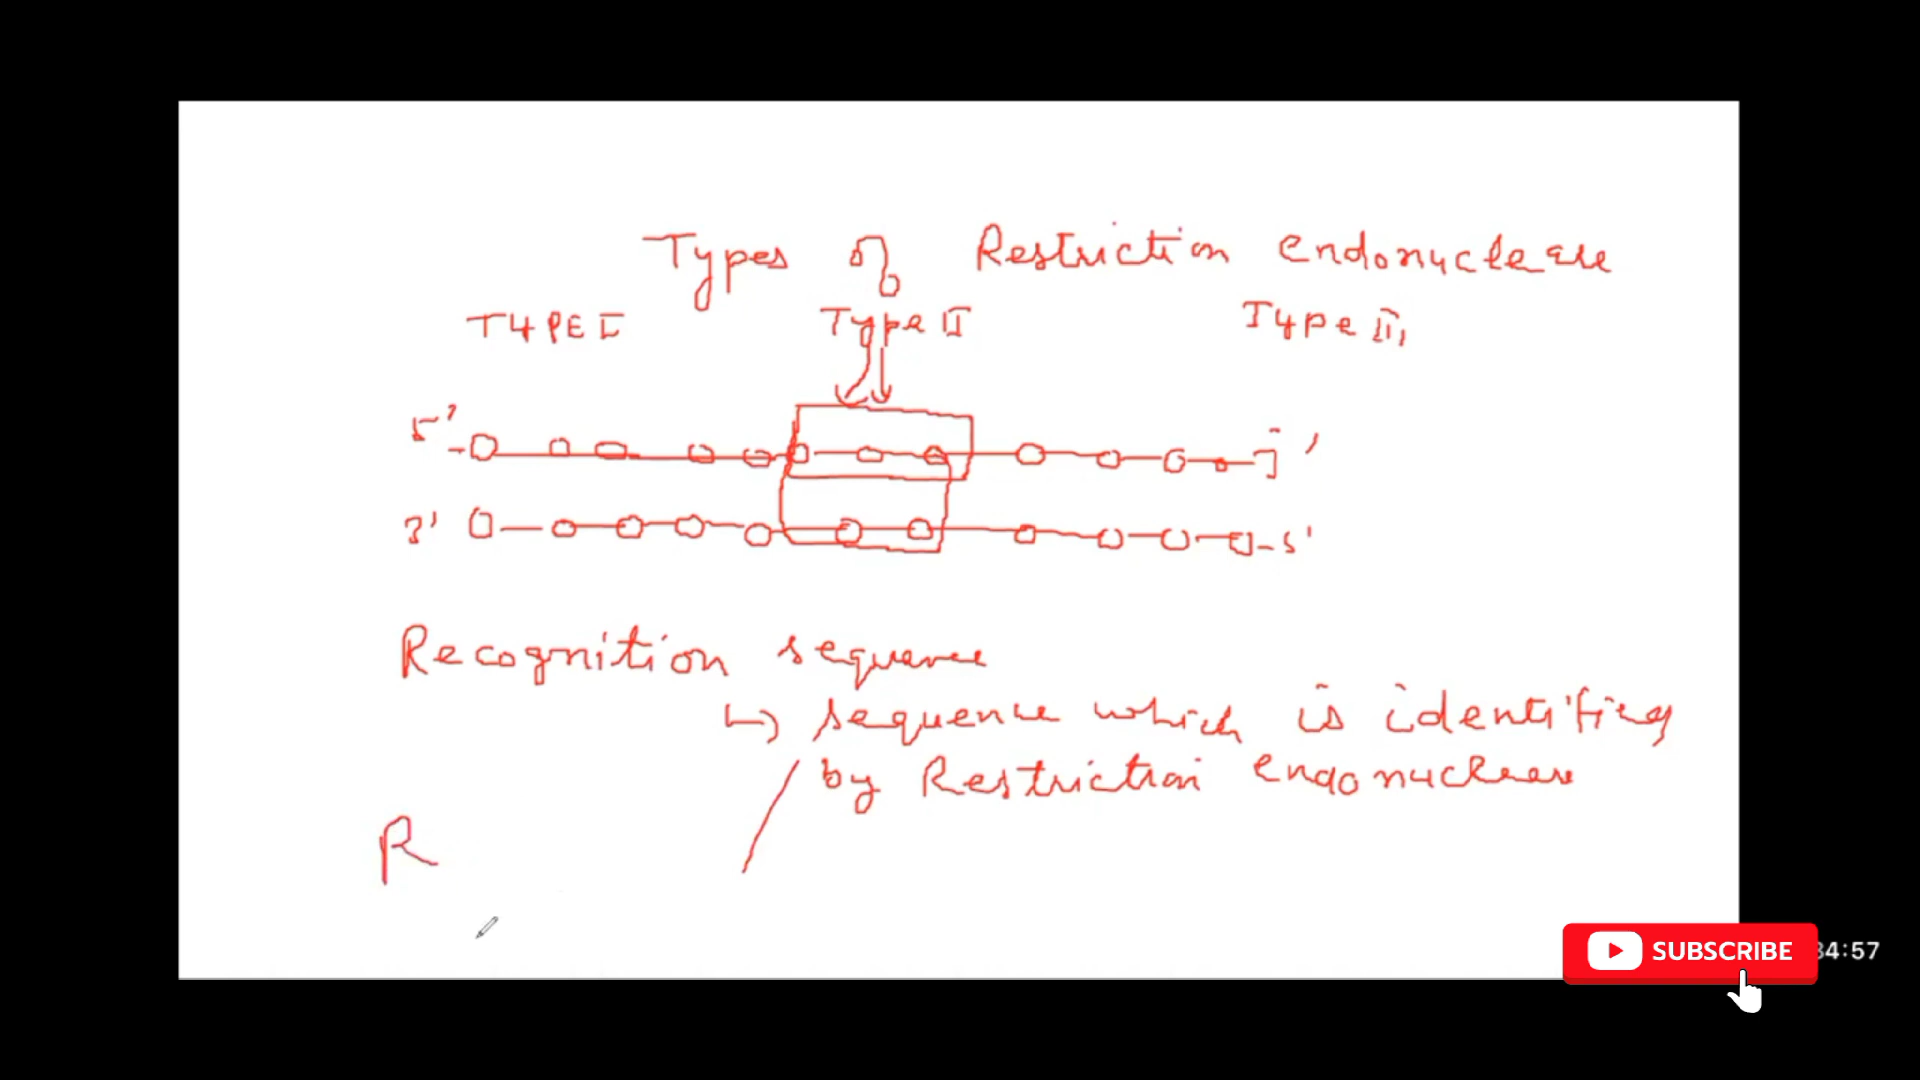 Types of Restriction endonuclease
TYPE I Type II Type III
5' 3'
3' 5'
Recognition sequence
↳ sequence which is identified
by Restriction endonuclease
R
SUBSCRIBE 34:57